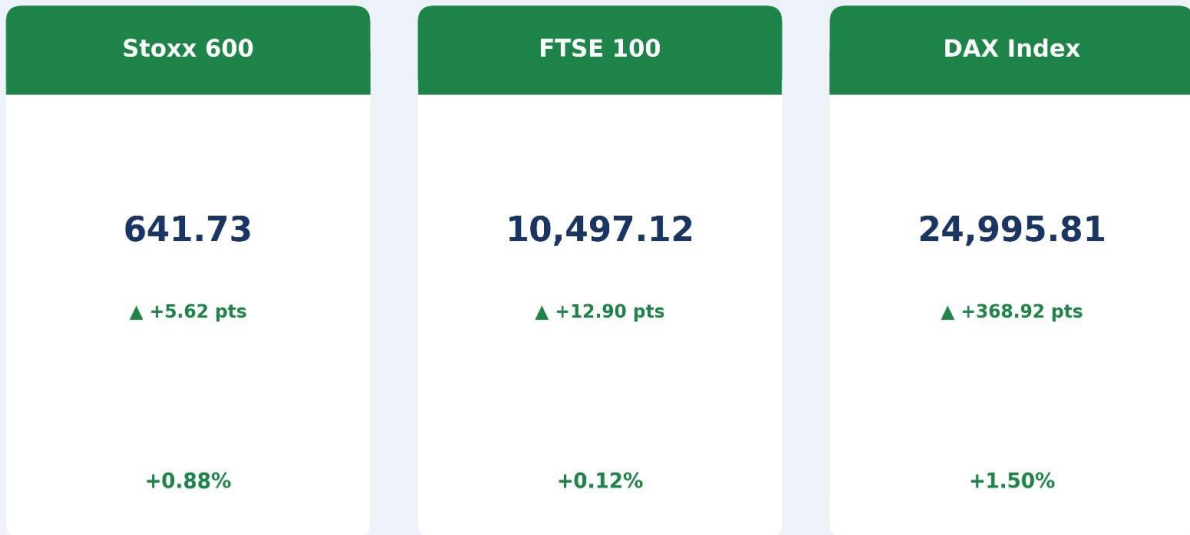 Stoxx 600
641.73
▲ +5.62 pts
+0.88%
FTSE 100
10,497.12
▲ +12.90 pts
+0.12%
DAX Index
24,995.81
▲ +368.92 pts
+1.50%